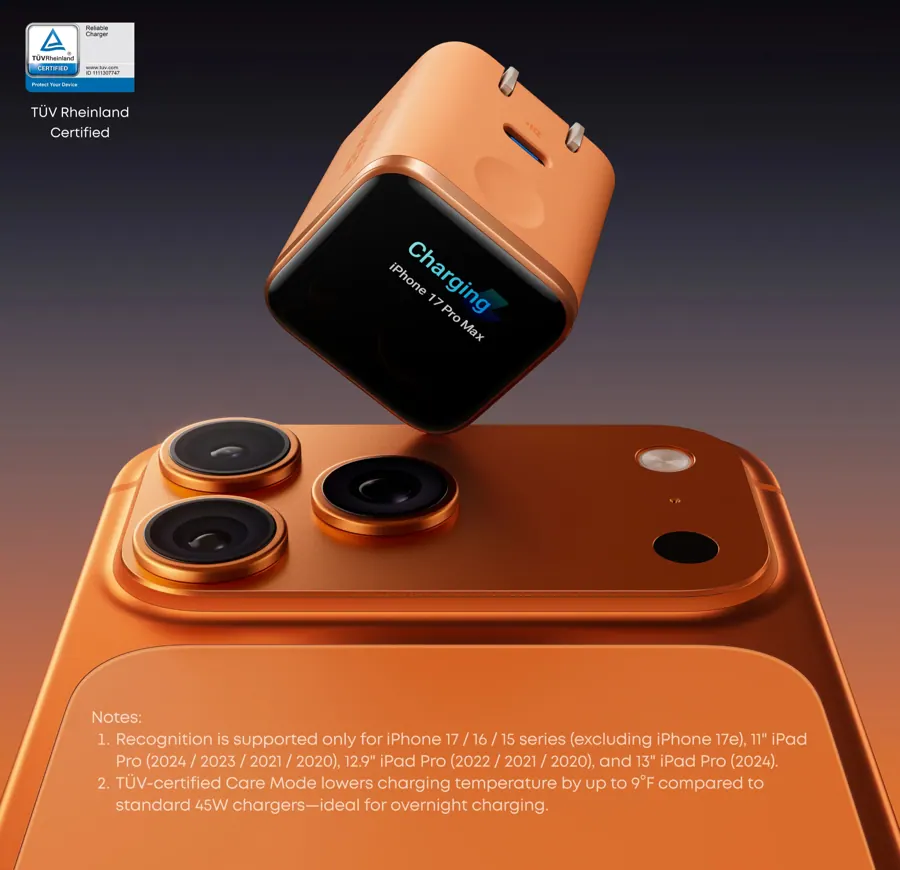 Reliable
Charger
TÜVRheinland
CERTIFIED
www.tuv.com
ID 1111307747
Protect Your Device
TÜV Rheinland
Certified
Charging
iPhone 17 Pro Max
Notes:
1. Recognition is supported only for iPhone 17 / 16 / 15 series (excluding iPhone 17e), 11" iPad
Pro (2024 / 2023 / 2021 / 2020), 12.9" iPad Pro (2022 / 2021 / 2020), and 13" iPad Pro (2024).
2. TÜV-certified Care Mode lowers charging temperature by up to 9°F compared to
standard 45W chargers—ideal for overnight charging.